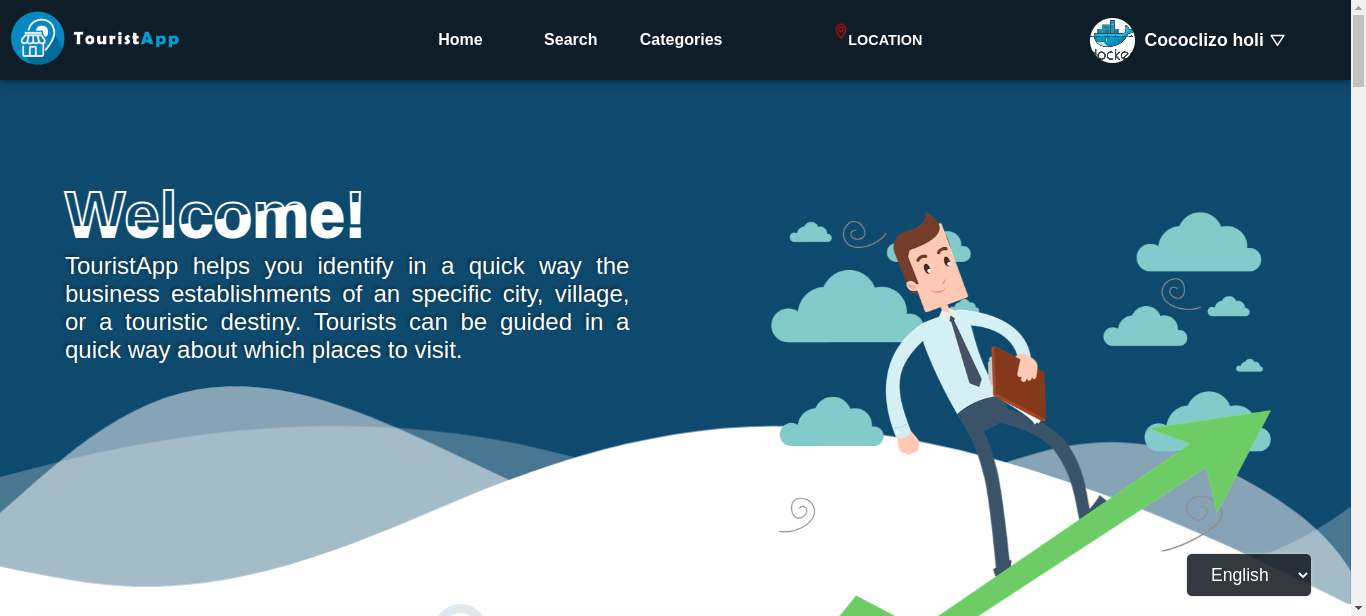 TouristApp
Home
Search
Categories
LOCATION
Cococlizo holi
Welcome!
TouristApp helps you identify in a quick way the
business establishments of an specific city, village,
or a touristic destiny. Tourists can be guided in a
quick way about which places to visit.
English